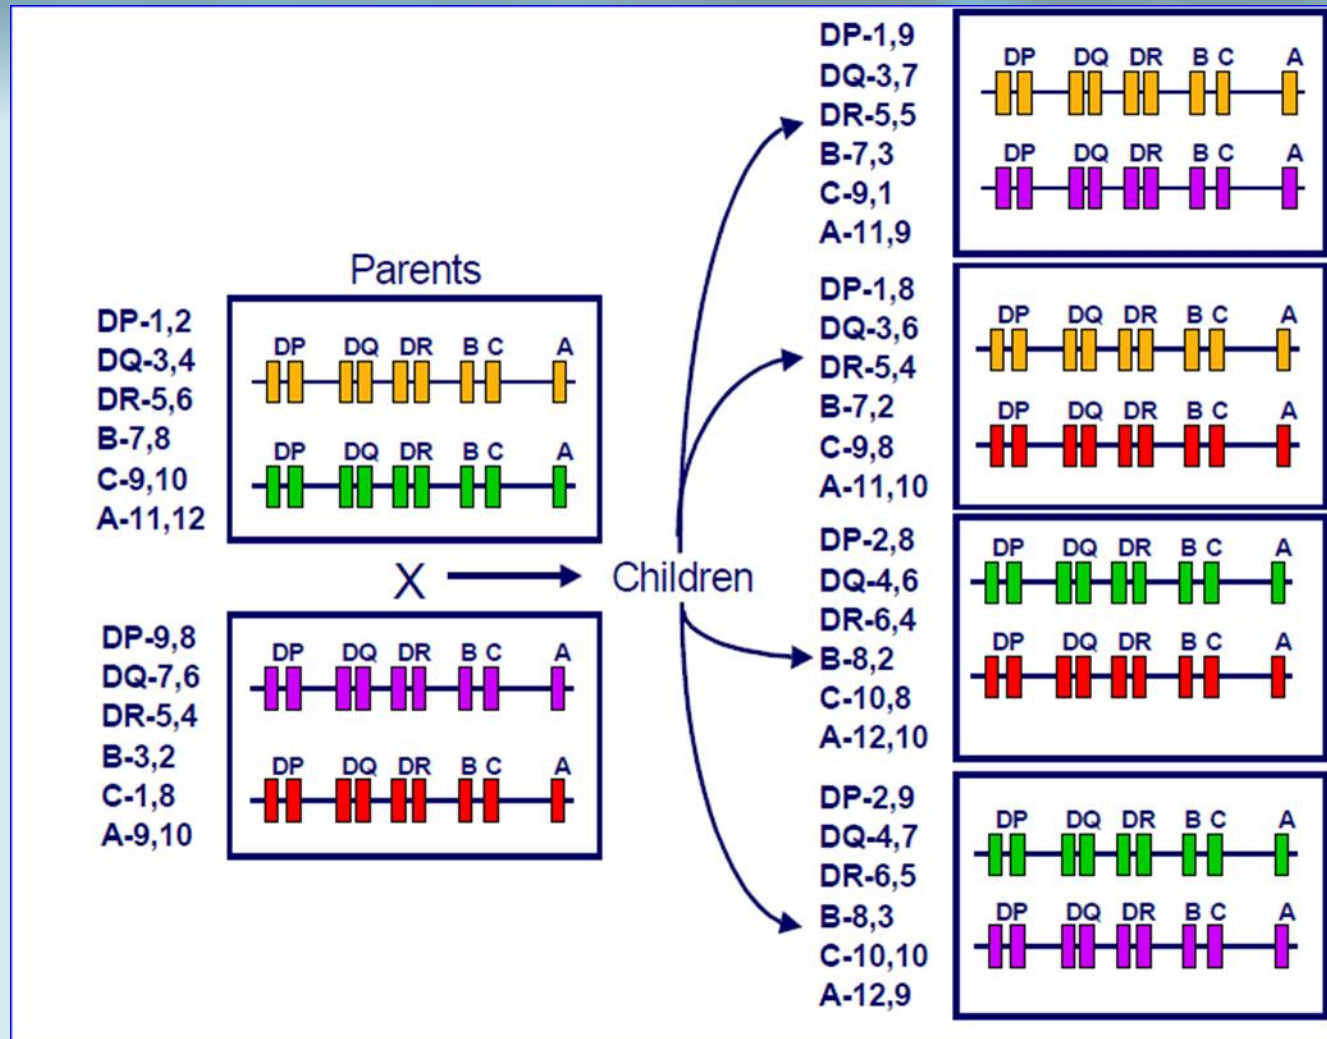 Parents
DP-1,2
DQ-3,4
DR-5,6
B-7,8
C-9,10
A-11,12
DP DQ DR B C A
DP DQ DR B C A
X
Children
DP-9,8
DQ-7,6
DR-5,4
B-3,2
C-1,8
A-9,10
DP DQ DR B C A
DP DQ DR B C A
DP-1,9
DQ-3,7
DR-5,5
B-7,3
C-9,1
A-11,9
DP DQ DR B C A
DP DQ DR B C A
DP-1,8
DQ-3,6
DR-5,4
B-7,2
C-9,8
A-11,10
DP DQ DR B C A
DP DQ DR B C A
DP-2,8
DQ-4,6
DR-6,4
B-8,2
C-10,8
A-12,10
DP DQ DR B C A
DP DQ DR B C A
DP-2,9
DQ-4,7
DR-6,5
B-8,3
C-10,10
A-12,9
DP DQ DR B C A
DP DQ DR B C A